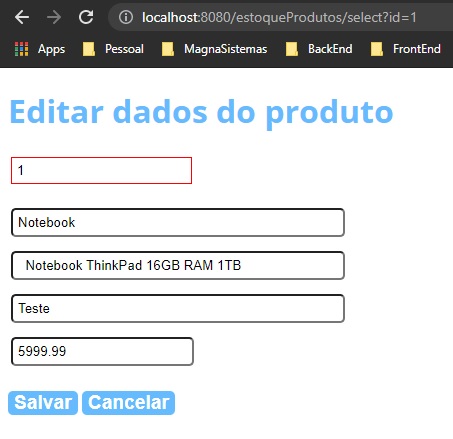 localhost:8080/estoqueProdutos/select?id=1
Apps Pessoal MagnaSistemas BackEnd FrontEnd
Editar dados do produto
1
Notebook
Notebook ThinkPad 16GB RAM 1TB
Teste
5999.99
Salvar Cancelar